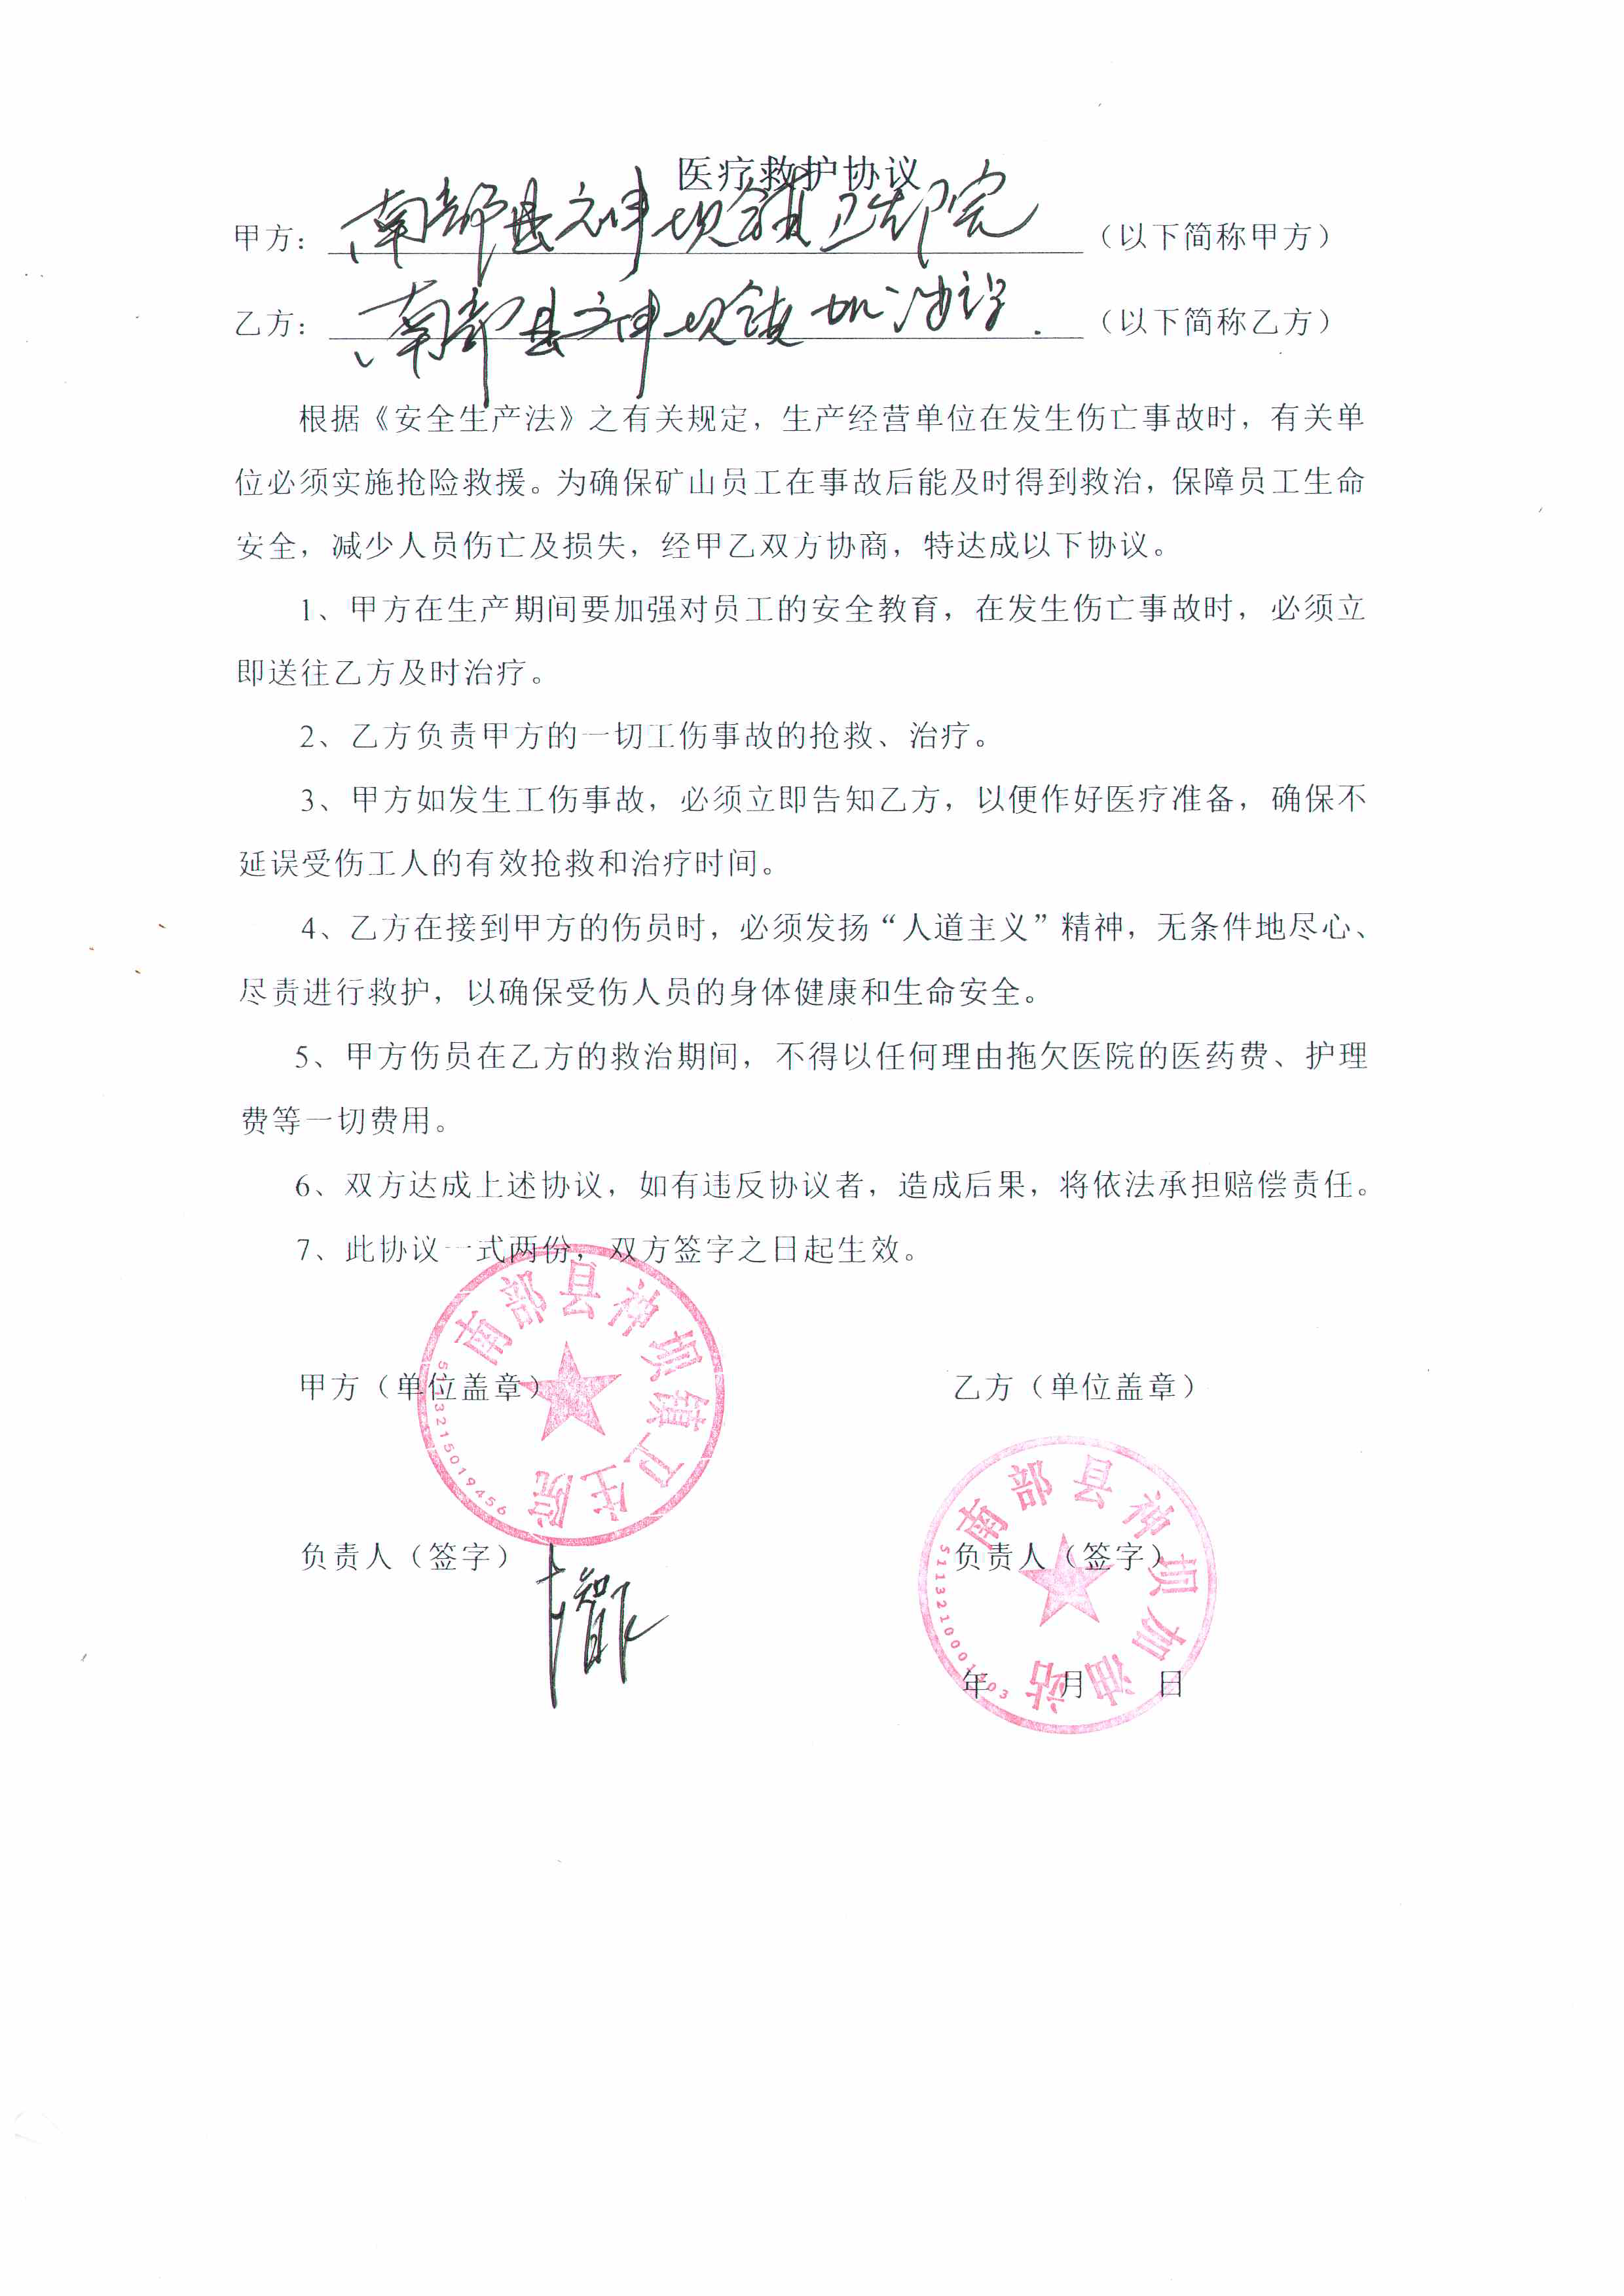 医疗救护协议
甲方：南部县神坝镇卫生院（以下简称甲方）
乙方：南部县神坝镇加油站（以下简称乙方）
根据《安全生产法》之有关规定，生产经营单位在发生伤亡事故时，有关单
位必须实施抢险救援。为确保矿山员工在事故后能及时得到救治，保障员工生命
安全，减少人员伤亡及损失，经甲乙双方协商，特达成以下协议。
1、甲方在生产期间要加强对员工的安全教育，在发生伤亡事故时，必须立
即送往乙方及时治疗。
2、乙方负责甲方的一切工伤事故的抢救、治疗。
3、甲方如发生工伤事故，必须立即告知乙方，以便作好医疗准备，确保不
延误受伤工人的有效抢救和治疗时间。
4、乙方在接到甲方的伤员时，必须发扬“人道主义”精神，无条件地尽心、
尽责进行救护，以确保受伤人员的身体健康和生命安全。
5、甲方伤员在乙方的救治期间，不得以任何理由拖欠医院的医药费、护理
费等一切费用。
6、双方达成上述协议，如有违反协议者，造成后果，将依法承担赔偿责任。
7、此协议一式两份，双方签字之日起生效。
南部县神坝镇卫生院
甲方（单位盖章） 乙方（单位盖章）
5113215019456
南部县神坝加油站
负责人（签字） 负责人（签字）
年 月 日